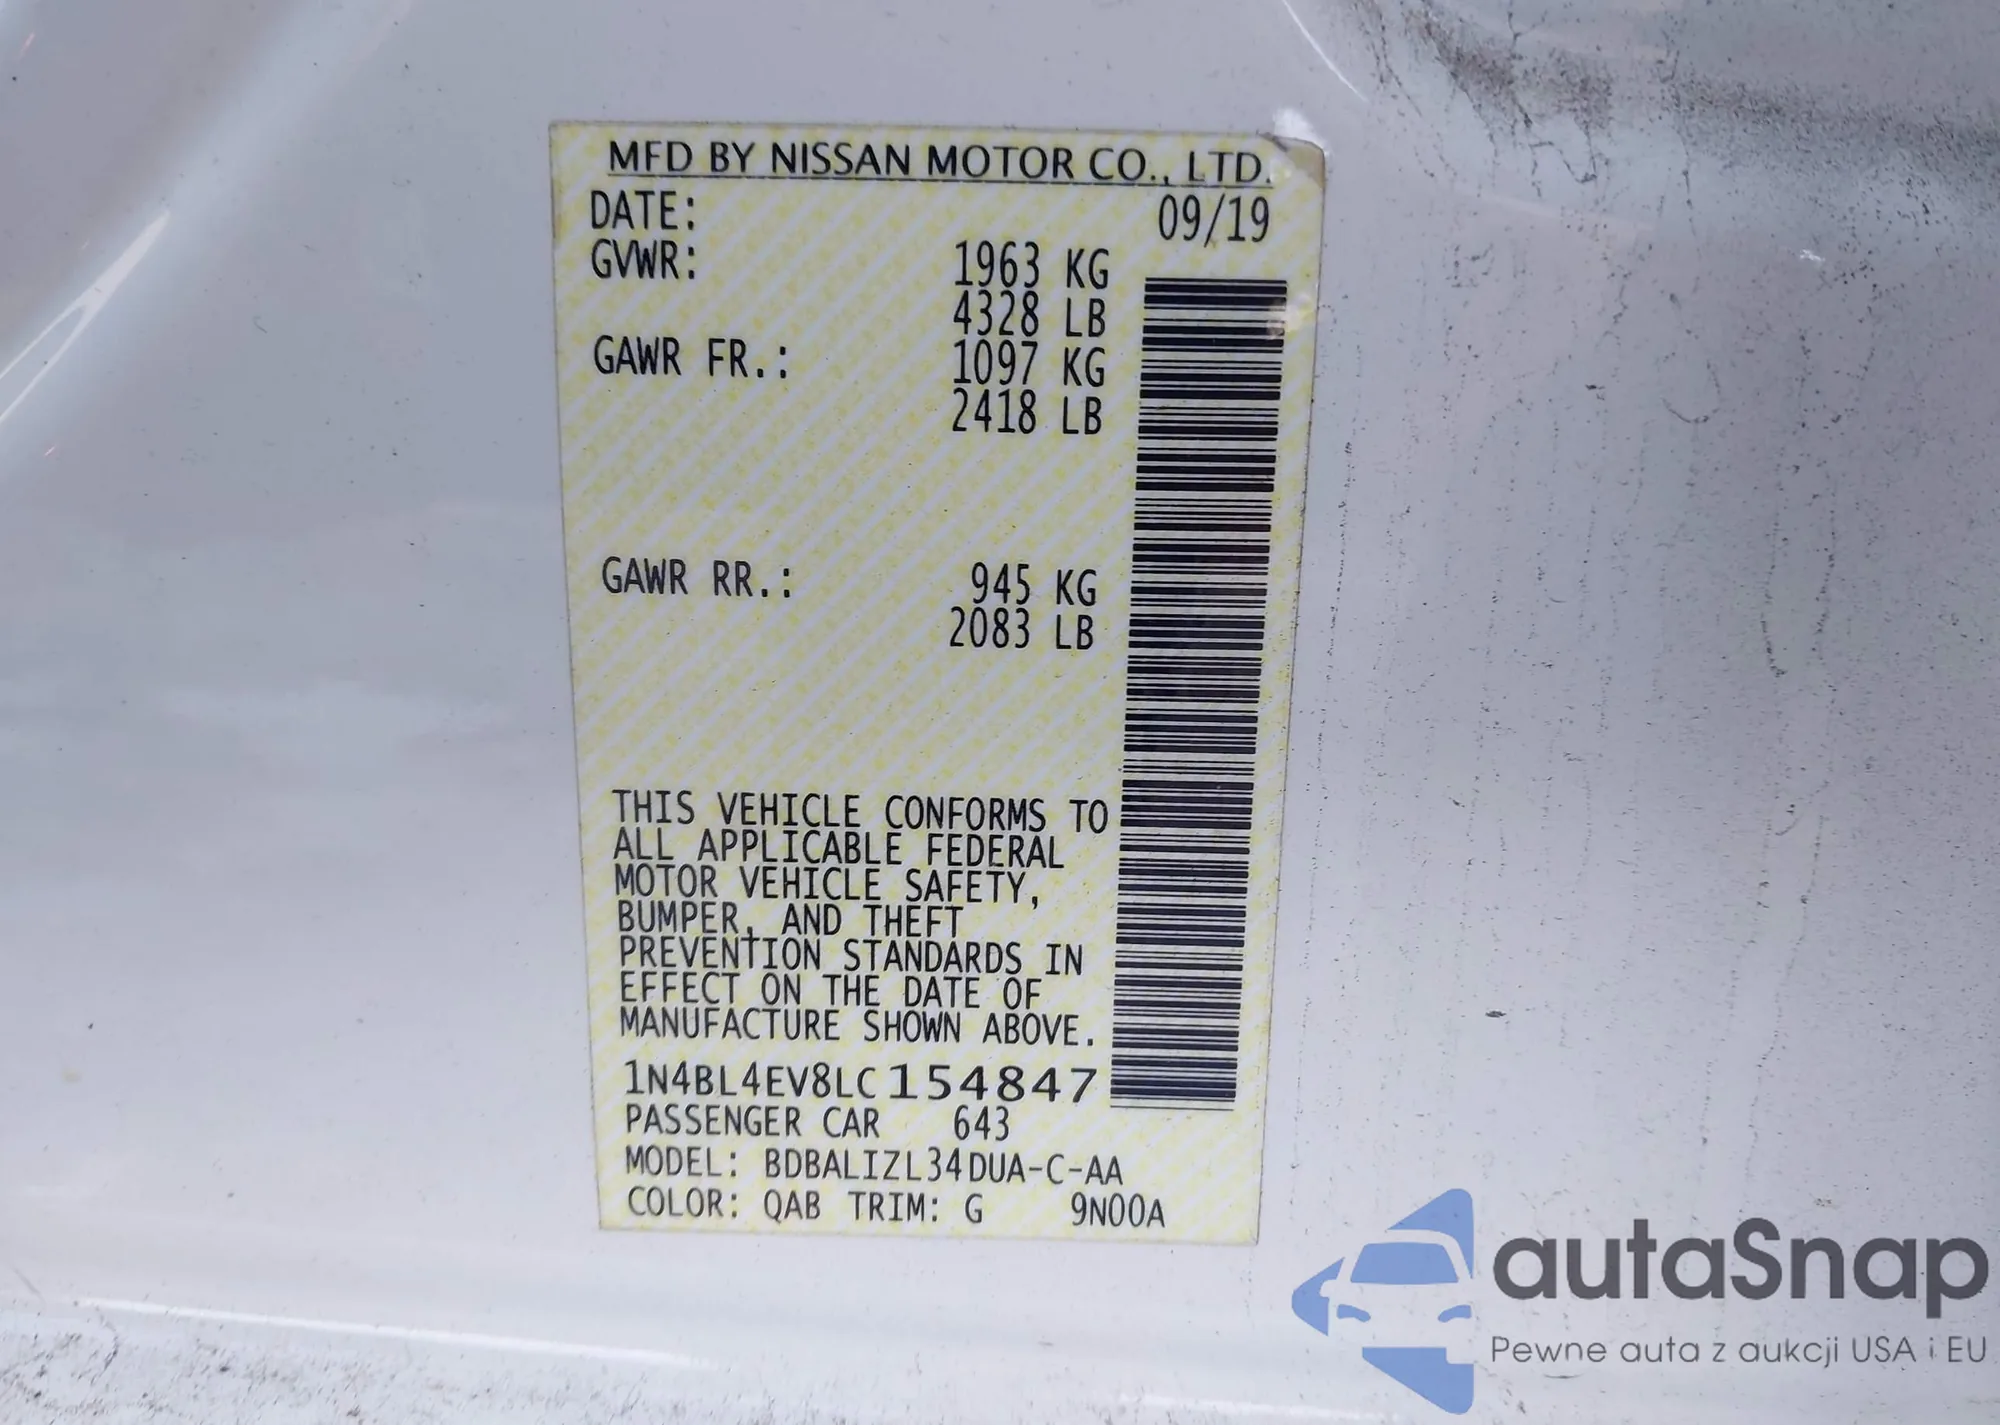 MFD BY NISSAN MOTOR CO., LTD.
DATE: 09/19
GVWR: 1963 KG
4328 LB
GAWR FR.: 1097 KG
2418 LB
GAWR RR.: 945 KG
2083 LB
THIS VEHICLE CONFORMS TO
ALL APPLICABLE FEDERAL
MOTOR VEHICLE SAFETY,
BUMPER, AND THEFT
PREVENTION STANDARDS IN
EFFECT ON THE DATE OF
MANUFACTURE SHOWN ABOVE.
1N4BL4EV8LC154847
PASSENGER CAR 643
MODEL: BDBALIZL34DUA-C-AA
COLOR: QAB TRIM: G 9N00A
autaSnap
Pewne auta z aukcji USA i EU